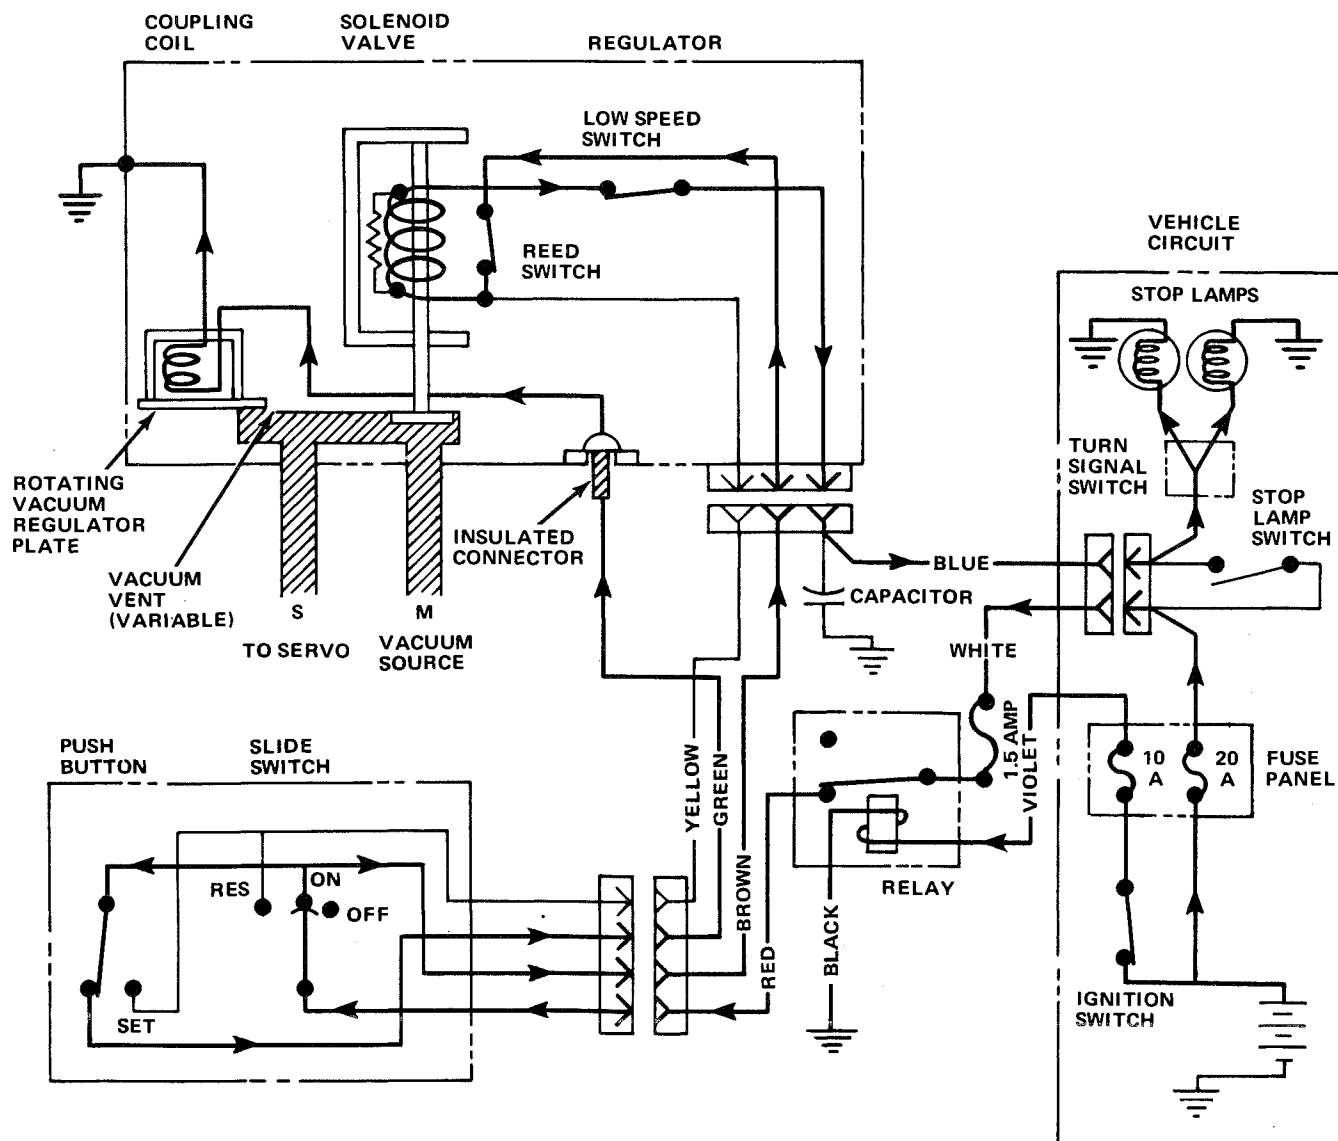 COUPLING
COIL
SOLENOID
VALVE
REGULATOR
LOW SPEED
SWITCH
REED
SWITCH
VEHICLE
CIRCUIT
STOP LAMPS
TURN
SIGNAL
SWITCH
STOP
LAMP
SWITCH
ROTATING
VACUUM
REGULATOR
PLATE
VACUUM
VENT
(VARIABLE)
S
TO SERVO
M
VACUUM
SOURCE
INSULATED
CONNECTOR
BLUE
CAPACITOR
WHITE
1.5 AMP
VIOLET
10
A
20
A
FUSE
PANEL
PUSH
BUTTON
SLIDE
SWITCH
YELLOW
GREEN
BROWN
RED
BLACK
RELAY
RES
ON
OFF
SET
IGNITION
SWITCH